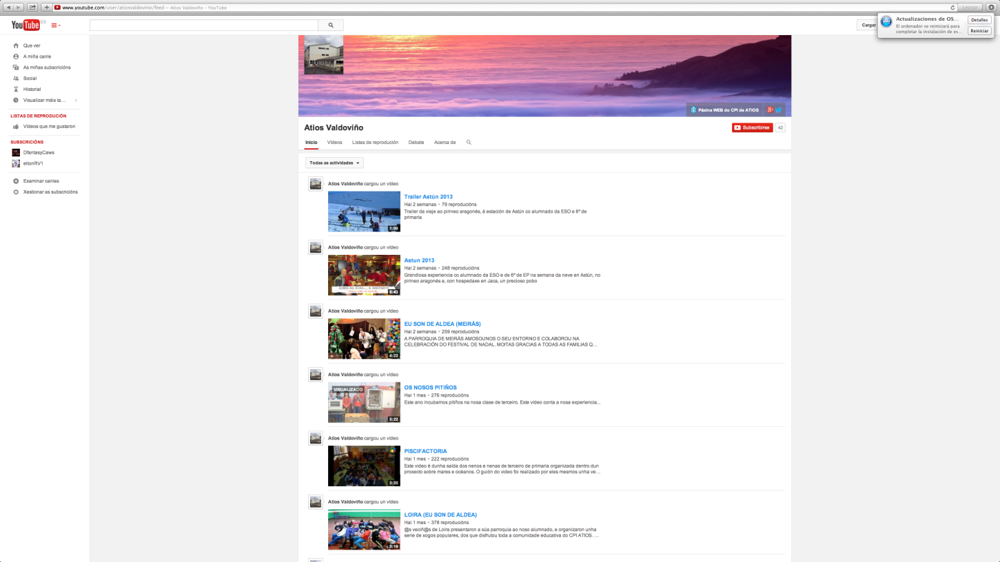 www.youtube.com/user/atiosvaldovino/feed — Atios Valdoviño - YouTube
Lector
YouTube ES
Cargar
Actualizaciones de OS...
El ordenador se reiniciará para
completar la instalación de es...
Detalles
Reiniciar
Que ver
A miña canle
As miñas subscricións
Social
Historial
Visualizar máis ta... 1
LISTAS DE REPRODUCIÓN
Vídeos que me gustaron
SUBSCRICIÓNS
DfantasyCaws
eltonRV1
Examinar canles
Xestionar as subscricións
Páxina WEB do CPI de ATIOS
Atios Valdoviño
Subscribirse 42
Inicio Vídeos Listas de reprodución Debate Acerca de
Todas as actividades
Atios Valdoviño cargou un vídeo
Trailer Astún 2013
Hai 2 semanas • 79 reproducións
Trailer da viaje ao pirineo aragonés, á estación de Astún co alumnado da ESO e 6º de
primaria
1:09
Atios Valdoviño cargou un vídeo
Astun 2013
Hai 2 semanas • 248 reproducións
Grandiosa experiencia co alumnado da ESO e de 6º de EP na semana da neve en Astún, no
pirineo aragonés e, con hospedaxe en Jaca, un precioso pobo
SOBRE AS DÚAS... A XANTAR!!!
5:43
Atios Valdoviño cargou un vídeo
EU SON DE ALDEA (MEIRÁS)
Hai 2 semanas • 259 reproducións
A PARROQUIA DE MEIRÁS AMOSOUNOS O SEU ENTORNO E COLABOROU NA
CELEBRACIÓN DO FESTIVAL DE NADAL. MOITAS GRACIAS A TODAS AS FAMILIAS Q...
4:22
Atios Valdoviño cargou un vídeo
VISUALIZADO
OS NOSOS PITIÑOS
Hai 1 mes • 276 reproducións
Este ano incubamos pitiños na nosa clase de terceiro. Este vídeo conta a nosa experiencia...
5:22
Atios Valdoviño cargou un vídeo
PISCIFACTORIA
Hai 1 mes • 222 reproducións
Este video é dunha saída dos nenos e nenas de terceiro de primaria organizada dentro dun
proxecto sobre mares e océanos. O guión do video foi realizado por eles mesmos unha ve...
3:20
Atios Valdoviño cargou un vídeo
LOIRA (EU SON DE ALDEA)
Hai 1 mes • 378 reproducións
@s veciñ@s de Loira presentaron a súa parroquia ao noso alumnado, e organizaron unha
serie de xogos populares, dos que disfrutou toda a comunidade educativa do CPI ATIOS. ...
3:19